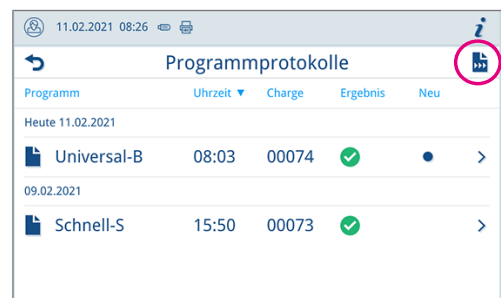 11.02.2021 08:26
i
Programmprotokolle
Programm Uhrzeit ▼ Charge Ergebnis Neu
Heute 11.02.2021
Universal-B 08:03 00074
09.02.2021
Schnell-S 15:50 00073